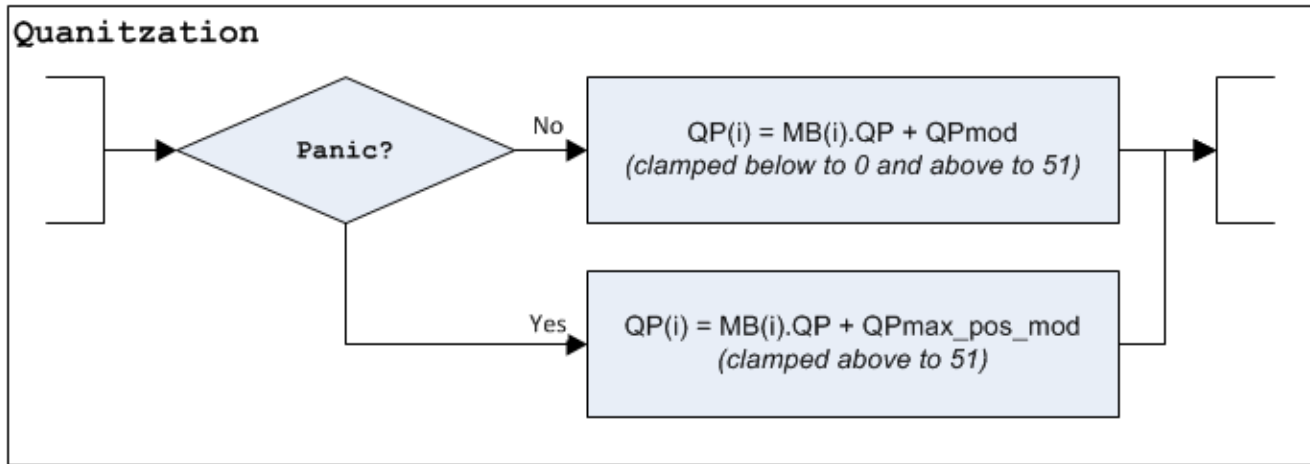 Quanitzation
Panic?
No
QP(i) = MB(i).QP + QPmod
(clamped below to 0 and above to 51)
Yes
QP(i) = MB(i).QP + QPmax_pos_mod
(clamped above to 51)